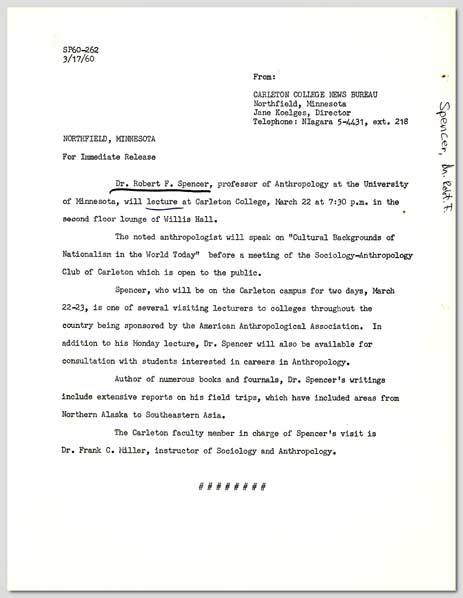 SP60-262
3/17/60
From:
CARLETON COLLEGE NEWS BUREAU
Northfield, Minnesota
Jane Koelges, Director
Telephone: NIagara 5-4431, ext. 218
Spencer, Dr. Robt. F.
NORTHFIELD, MINNESOTA
For Immediate Release
Dr. Robert F. Spencer, professor of Anthropology at the University
of Minnesota, will lecture at Carleton College, March 22 at 7:30 p.m. in the
second floor lounge of Willis Hall.
The noted anthropologist will speak on "Cultural Backgrounds of
Nationalism in the World Today" before a meeting of the Sociology-Anthropology
Club of Carleton which is open to the public.
Spencer, who will be on the Carleton campus for two days, March
22-23, is one of several visiting lecturers to colleges throughout the
country being sponsored by the American Anthropological Association. In
addition to his Monday lecture, Dr. Spencer will also be available for
consultation with students interested in careers in Anthropology.
Author of numerous books and fournals, Dr. Spencer's writings
include extensive reports on his field trips, which have included areas from
Northern Alaska to Southeastern Asia.
The Carleton faculty member in charge of Spencer's visit is
Dr. Frank C. Miller, instructor of Sociology and Anthropology.
########